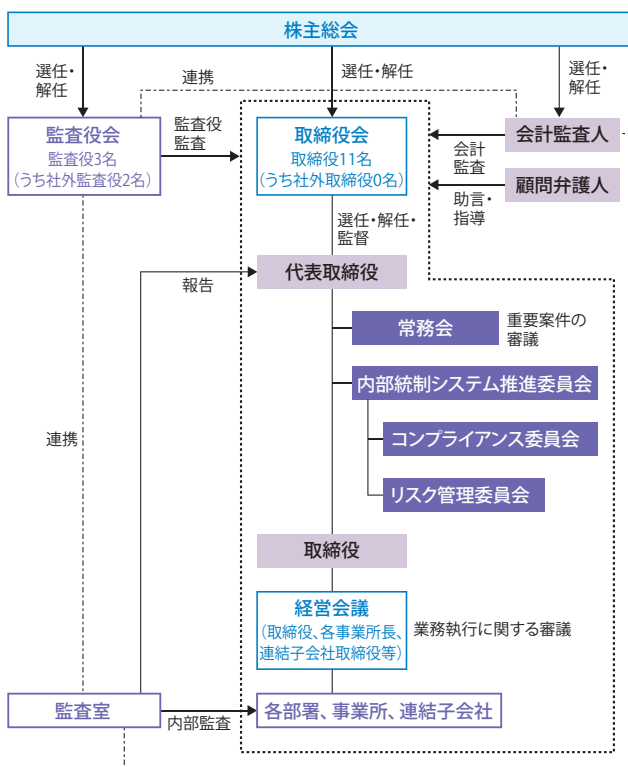 株主総会
選任・
解任
連携
選任・解任
選任・
解任
監査役会
監査役3名
(うち社外監査役2名)
監査役
監査
取締役会
取締役11名
(うち社外取締役0名)
会計
監査
会計監査人
助言・
指導
顧問弁護人
選任・解任・
監督
報告
代表取締役
常務会
重要案件の
審議
内部統制システム推進委員会
コンプライアンス委員会
連携
リスク管理委員会
取締役
経営会議
(取締役、各事業所長、
連結子会社取締役等)
業務執行に関する審議
監査室
内部監査
各部署、事業所、連結子会社